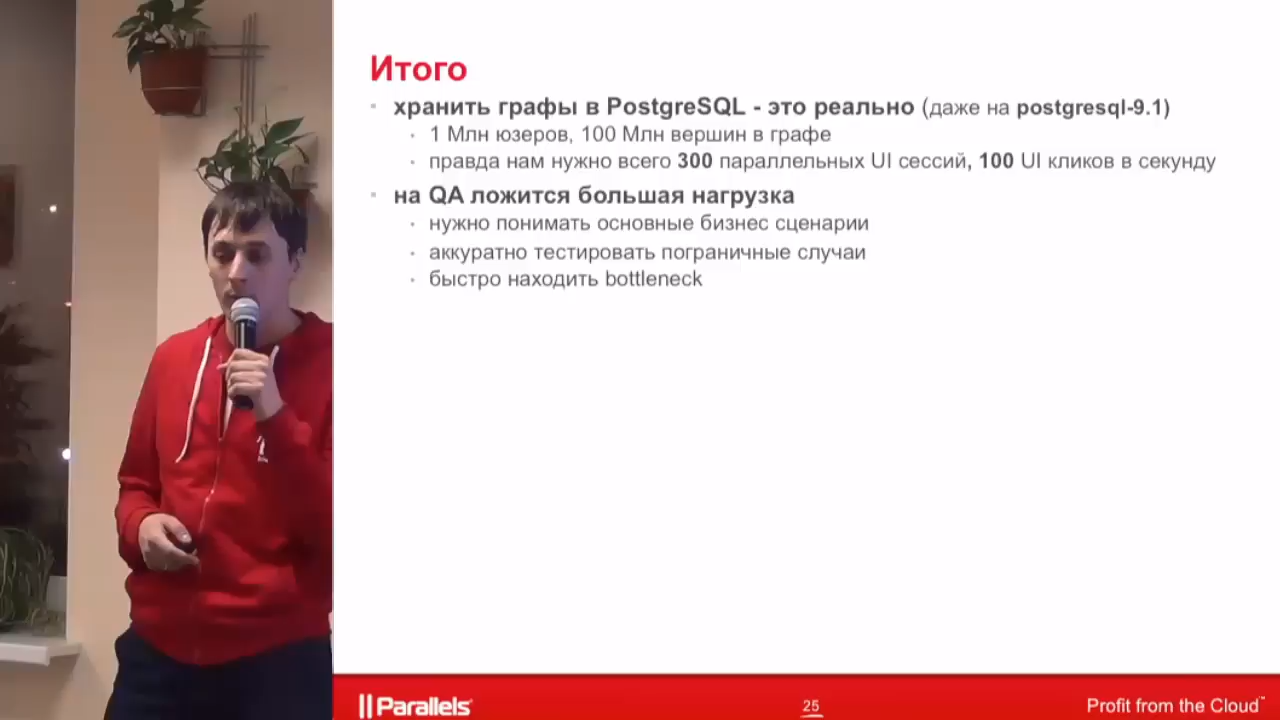 Итого
хранить графы в PostgreSQL - это реально (даже на postgresql-9.1)
1 Млн юзеров, 100 Млн вершин в графе
правда нам нужно всего 300 параллельных UI сессий, 100 UI кликов в секунду
на QA ложится большая нагрузка
нужно понимать основные бизнес сценарии
аккуратно тестировать пограничные случаи
быстро находить bottleneck
Parallels
25
Profit from the Cloud™